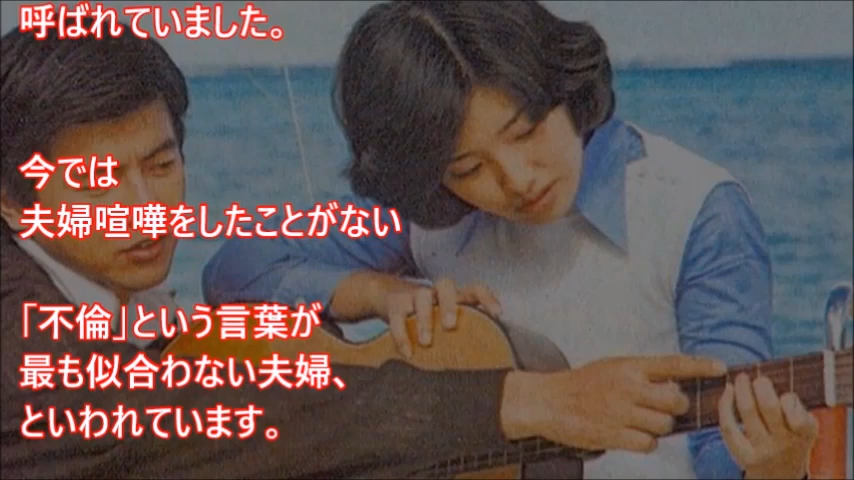 呼ばれていました。
今では
夫婦喧嘩をしたことがない
「不倫」という言葉が
最も似合わない夫婦、
といわれています。